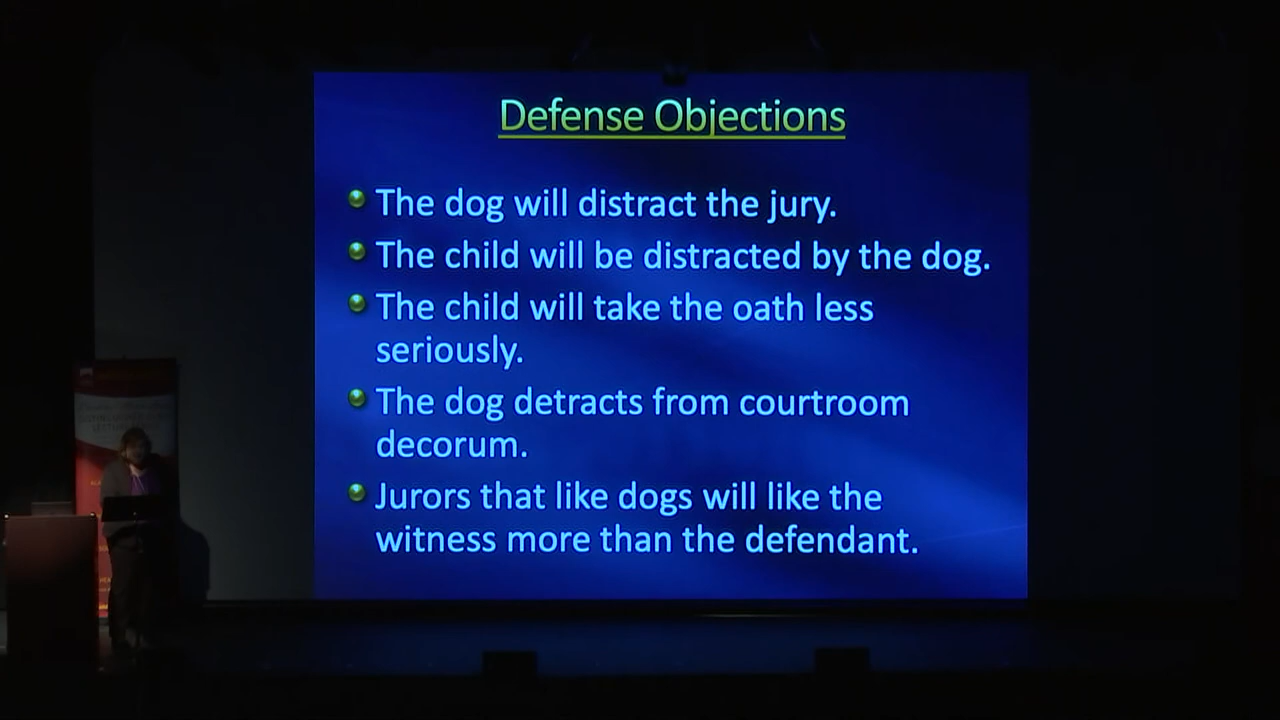 Defense Objections
The dog will distract the jury.
The child will be distracted by the dog.
The child will take the oath less
seriously.
The dog detracts from courtroom
decorum.
Jurors that like dogs will like the
witness more than the defendant.